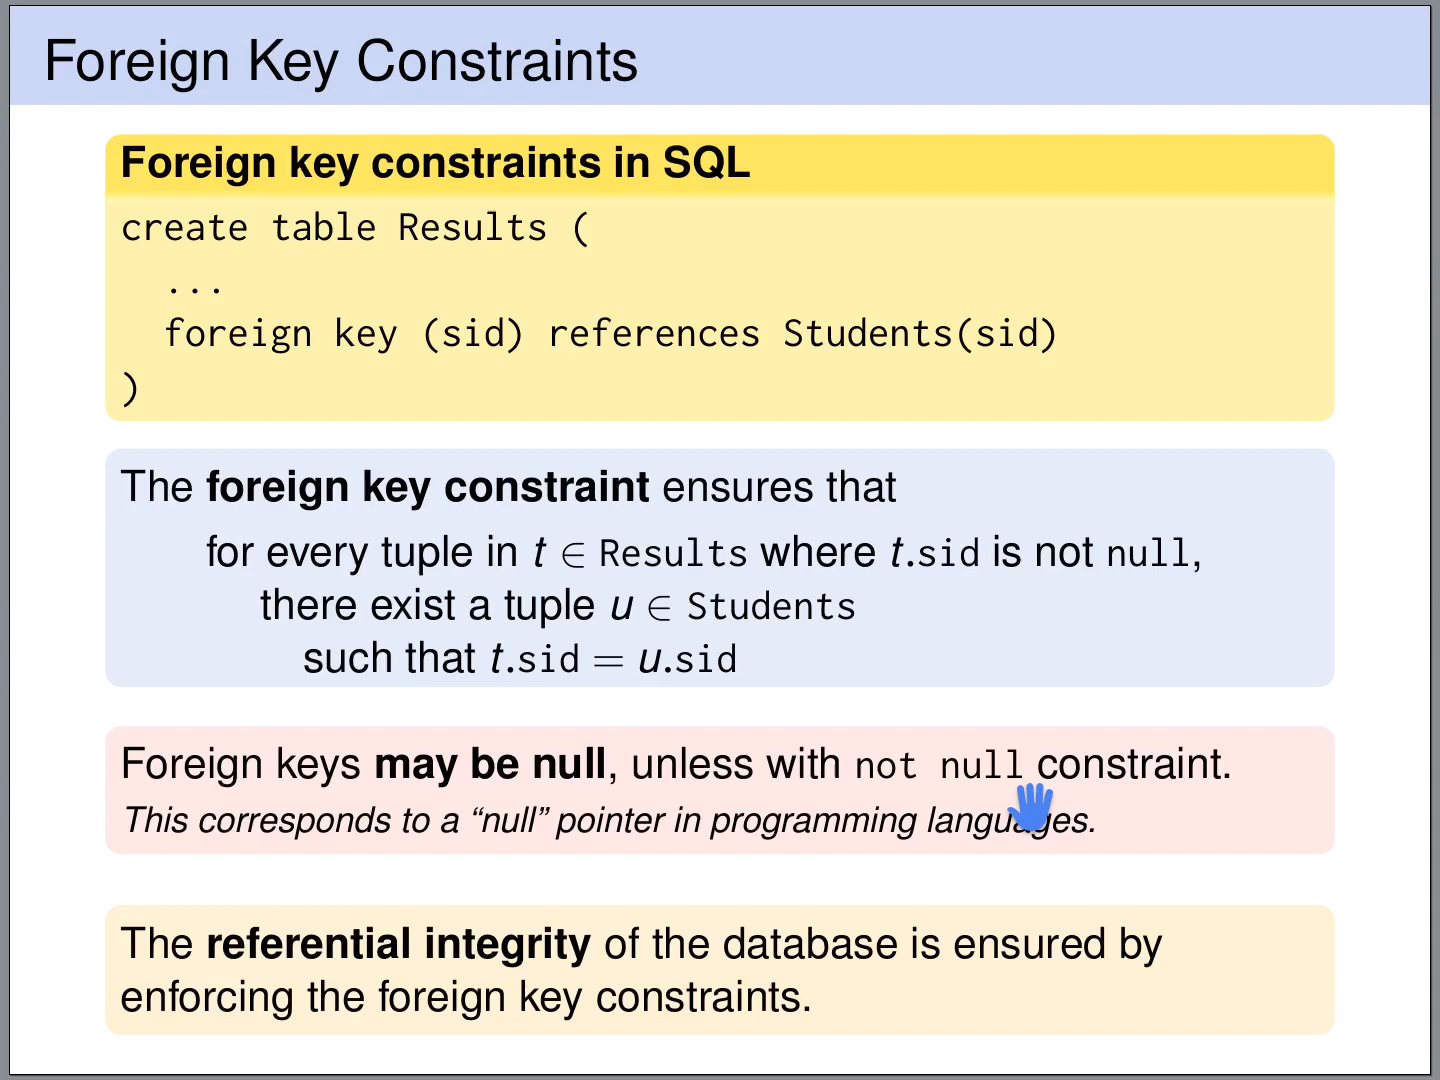 Foreign Key Constraints
Foreign key constraints in SQL
create table Results (
...
foreign key (sid) references Students(sid)
)
The foreign key constraint ensures that
for every tuple in t ∈ Results where t.sid is not null,
there exist a tuple u ∈ Students
such that t.sid = u.sid
Foreign keys may be null, unless with not null constraint.
This corresponds to a “null” pointer in programming languages.
The referential integrity of the database is ensured by
enforcing the foreign key constraints.